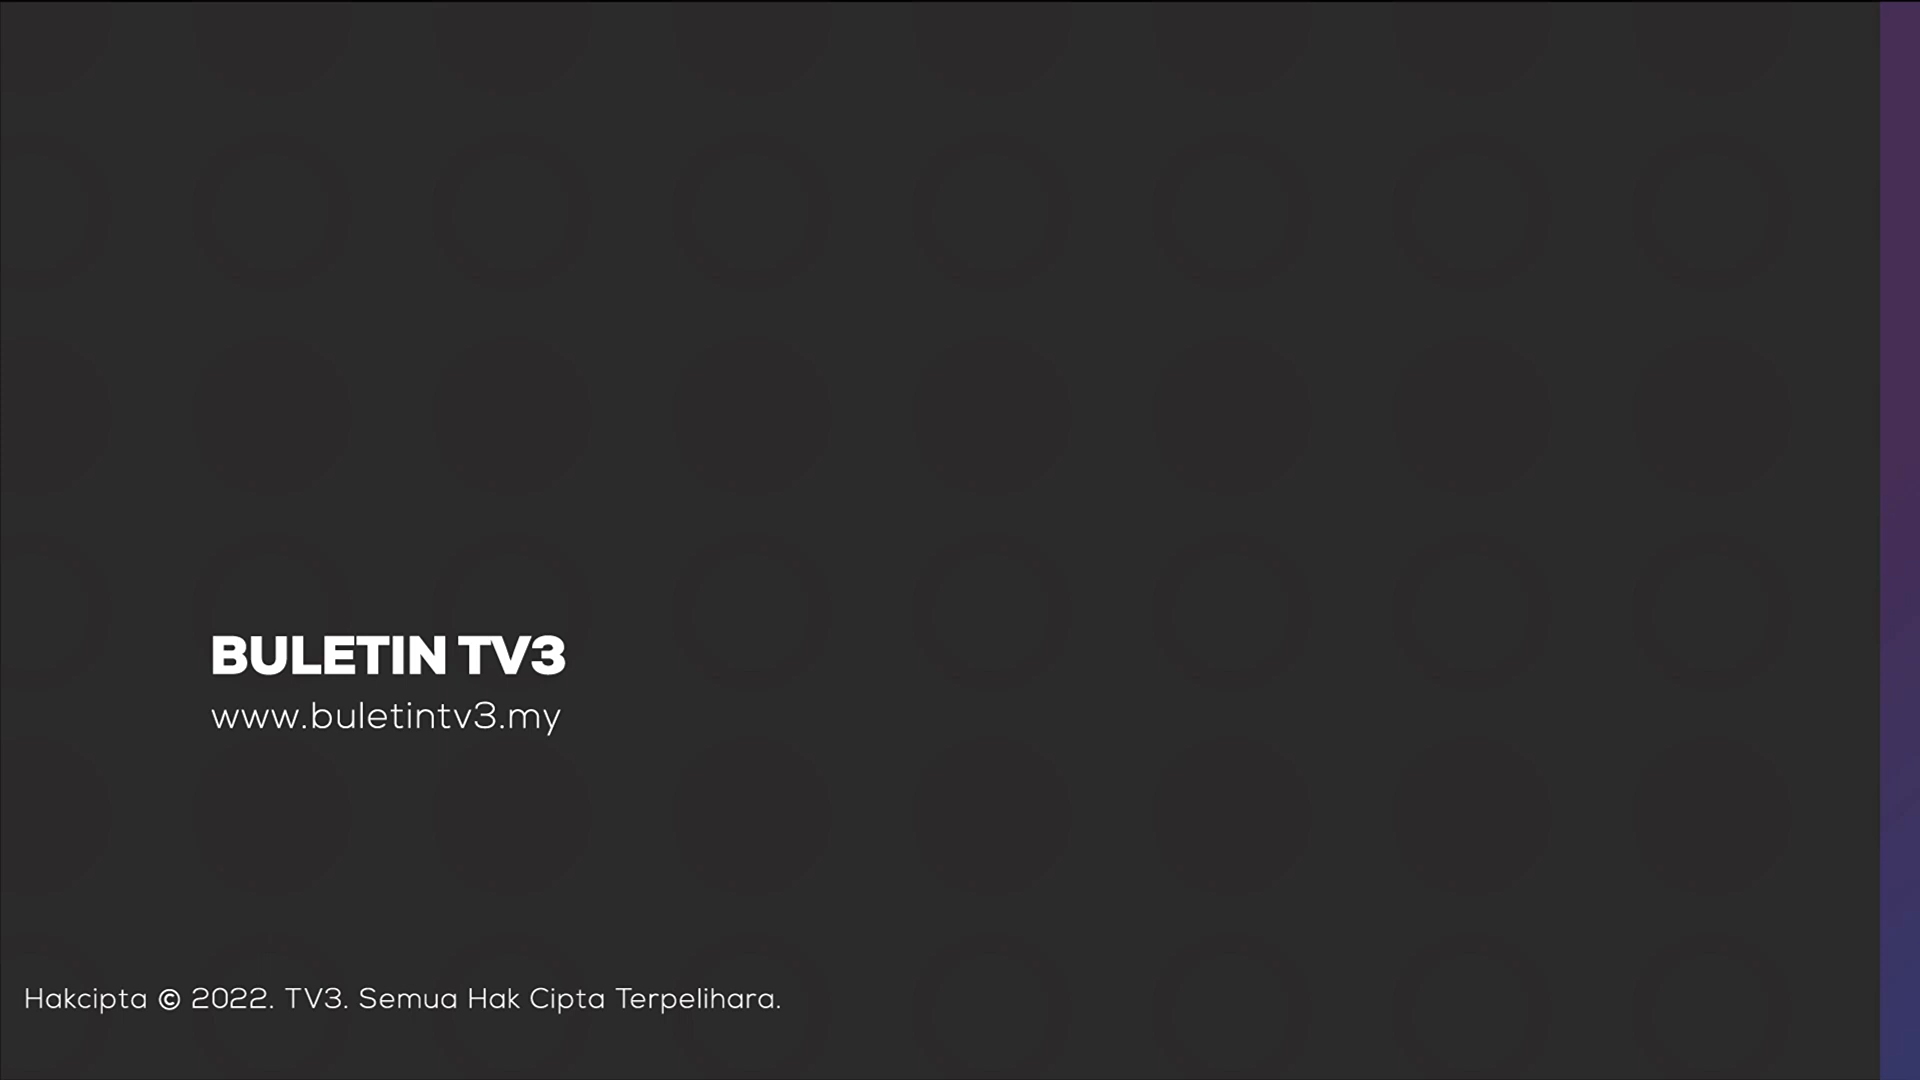 BULETIN TV3
www.buletintv3.my
Hakcipta © 2022. TV3. Semua Hak Cipta Terpelihara.